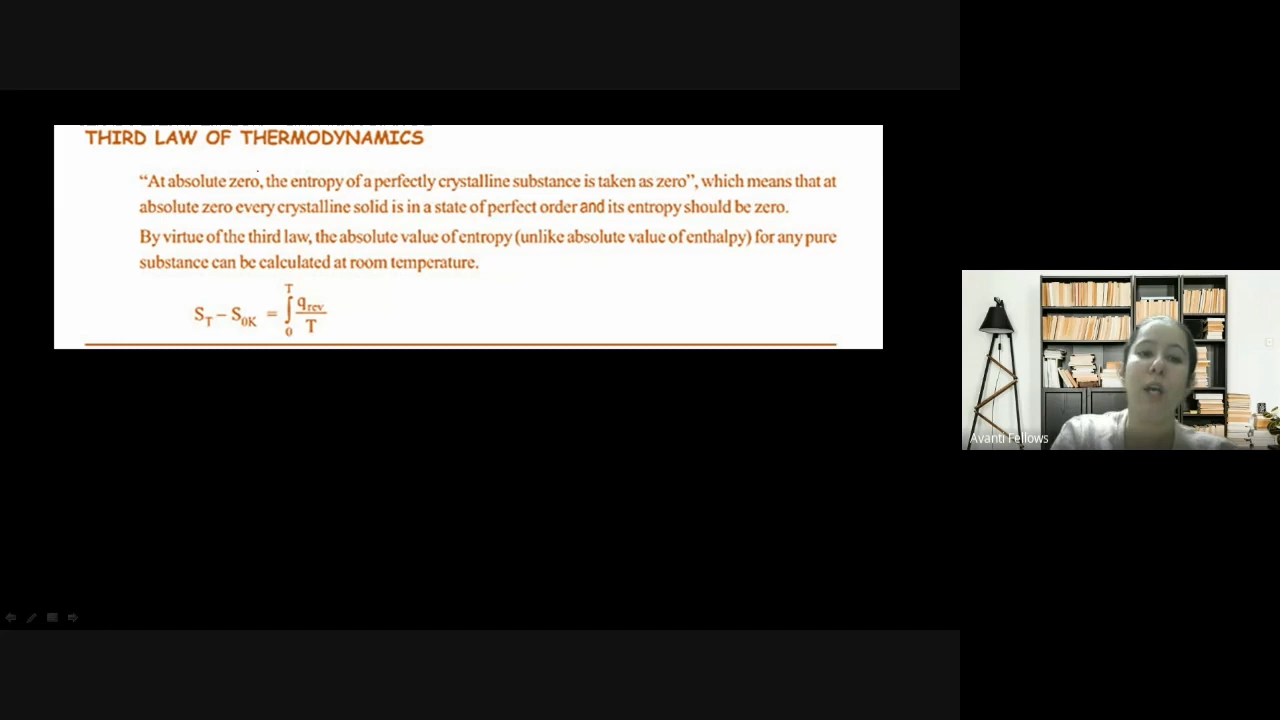 THIRD LAW OF THERMODYNAMICS
“At absolute zero, the entropy of a perfectly crystalline substance is taken as zero”, which means that at
absolute zero every crystalline solid is in a state of perfect order and its entropy should be zero.
By virtue of the third law, the absolute value of entropy (unlike absolute value of enthalpy) for any pure
substance can be calculated at room temperature.
S_T – S_0K = ∫_0^T q_rev / T
Avanti Fellows